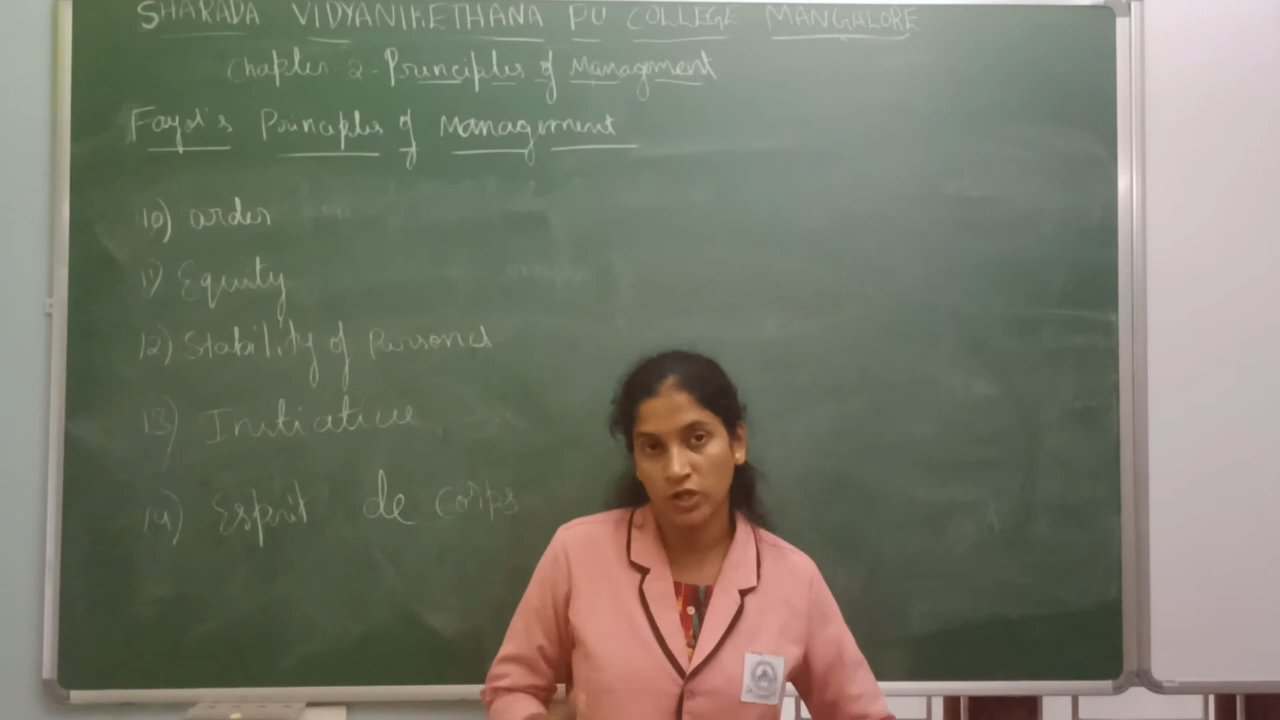 SHARADA VIDYANIKETHANA PU COLLEGE MANGALORE
Chapter 2 - Principles of Management
Fayol's Principles of Management
10) order
11) Equity
12) Stability of Personel
13) Initiative
14) Esprit de Corps